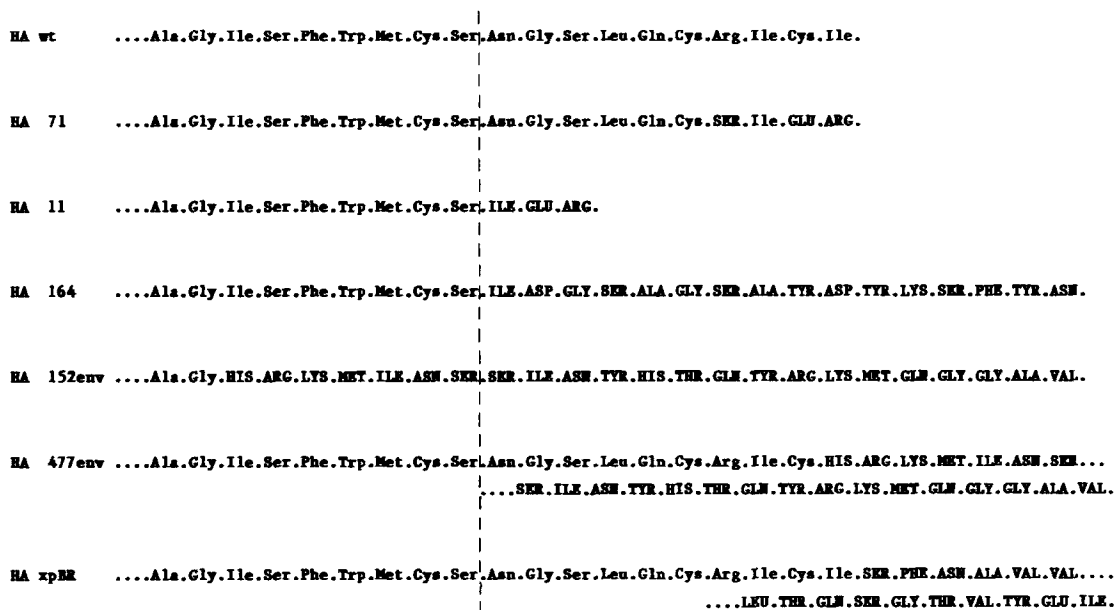 HA wt ....Ala.Gly.Ile.Ser.Phe.Trp.Met.Cys.Ser.Asn.Gly.Ser.Leu.Gln.Cys.Arg.Ile.Cys.Ile.
HA 71 ....Ala.Gly.Ile.Ser.Phe.Trp.Met.Cys.Ser.Asn.Gly.Ser.Leu.Gln.Cys.SER.Ile.GLU.ARG.
HA 11 ....Ala.Gly.Ile.Ser.Phe.Trp.Met.Cys.Ser.ILE.GLU.ARG.
HA 164 ....Ala.Gly.Ile.Ser.Phe.Trp.Met.Cys.Ser.ILE.ASP.GLY.SER.ALA.GLY.SER.ALA.TYR.ASP.TYR.LYS.SER.PHE.TYR.ASN.
HA 152env ....Ala.Gly.HIS.ARG.LYS.MET.ILE.ASN.SER.SER.ILE.ASN.TYR.HIS.THR.GLN.TYR.ARG.LYS.MET.GLN.GLY.GLY.ALA.VAL.
HA 477env ....Ala.Gly.Ile.Ser.Phe.Trp.Met.Cys.Ser.Asn.Gly.Ser.Leu.Gln.Cys.Arg.Ile.Cys.HIS.ARG.LYS.MET.ILE.ASN.SER...
....SER.ILE.ASN.TYR.HIS.THR.GLN.TYR.ARG.LYS.MET.GLN.GLY.GLY.ALA.VAL.
HA xpBR ....Ala.Gly.Ile.Ser.Phe.Trp.Met.Cys.Ser.Asn.Gly.Ser.Leu.Gln.Cys.Arg.Ile.Cys.Ile.SER.PHE.ASN.ALA.VAL.VAL....
....LEU.THR.GLN.SER.GLY.THR.VAL.TYR.GLU.ILE.